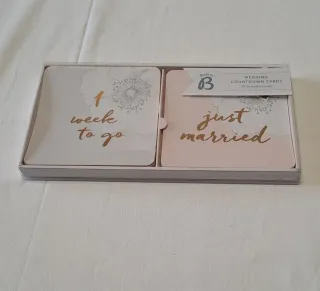 1
week
to go
just
married
B
WEDDING
COUNTDOWN CARDS